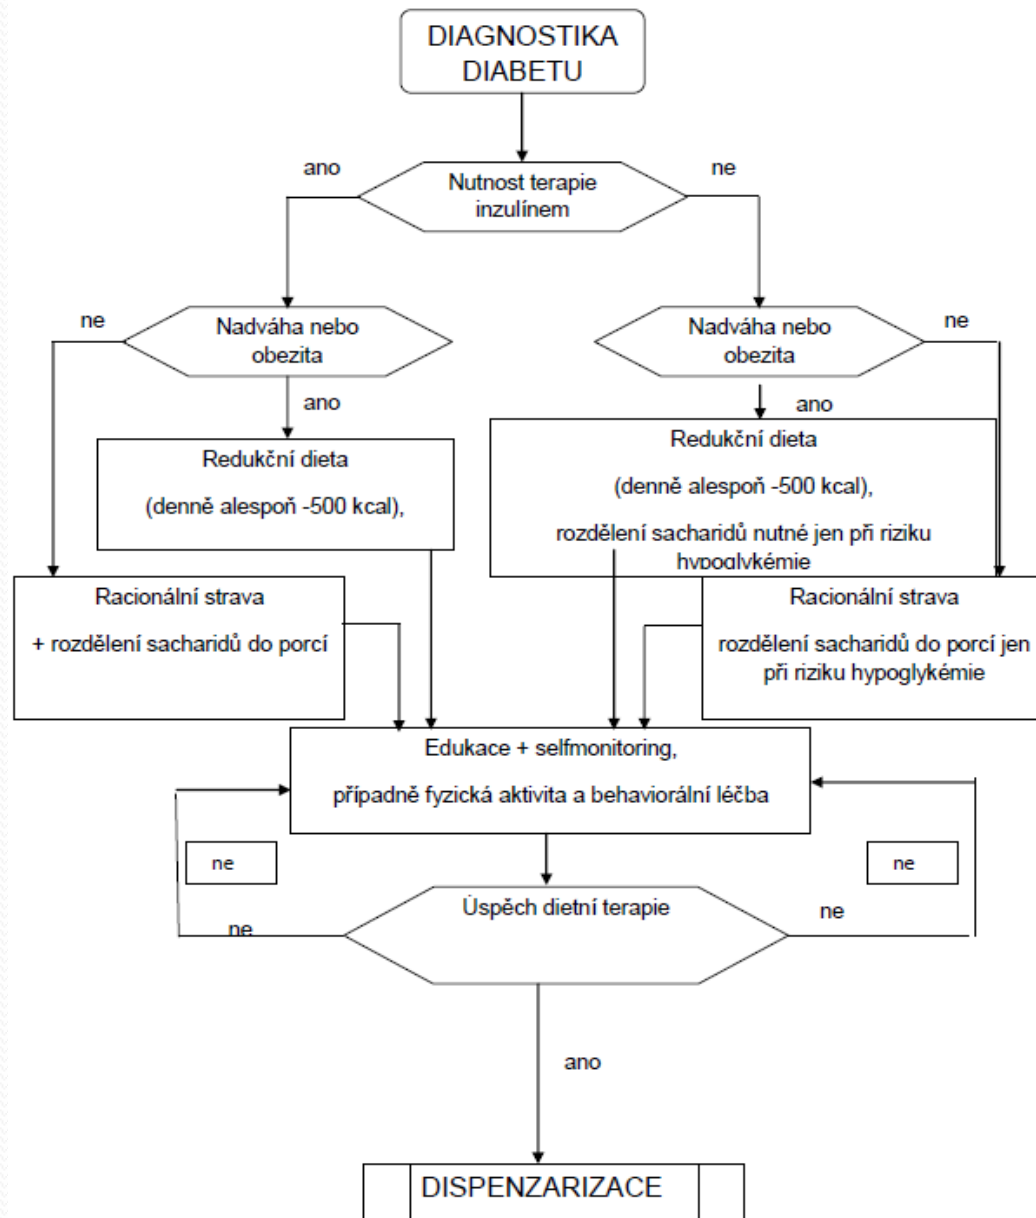 DIAGNOSTIKA
DIABETU
ano
ne
Nutnost terapie
inzulínem
ne
Nadváha nebo
obezita
Nadváha nebo
obezita
ne
ano
ano
Redukční dieta
(denně alespoň -500 kcal),
Redukční dieta
(denně alespoň -500 kcal),
rozdělení sacharidů nutné jen při riziku
hypoglykémie
Racionální strava
+ rozdělení sacharidů do porcí
Racionální strava
rozdělení sacharidů do porcí jen
při riziku hypoglykémie
Edukace + selfmonitoring,
případně fyzická aktivita a behaviorální léčba
ne
ne
Úspěch dietní terapie
ne
ne
ano
DISPENZARIZACE